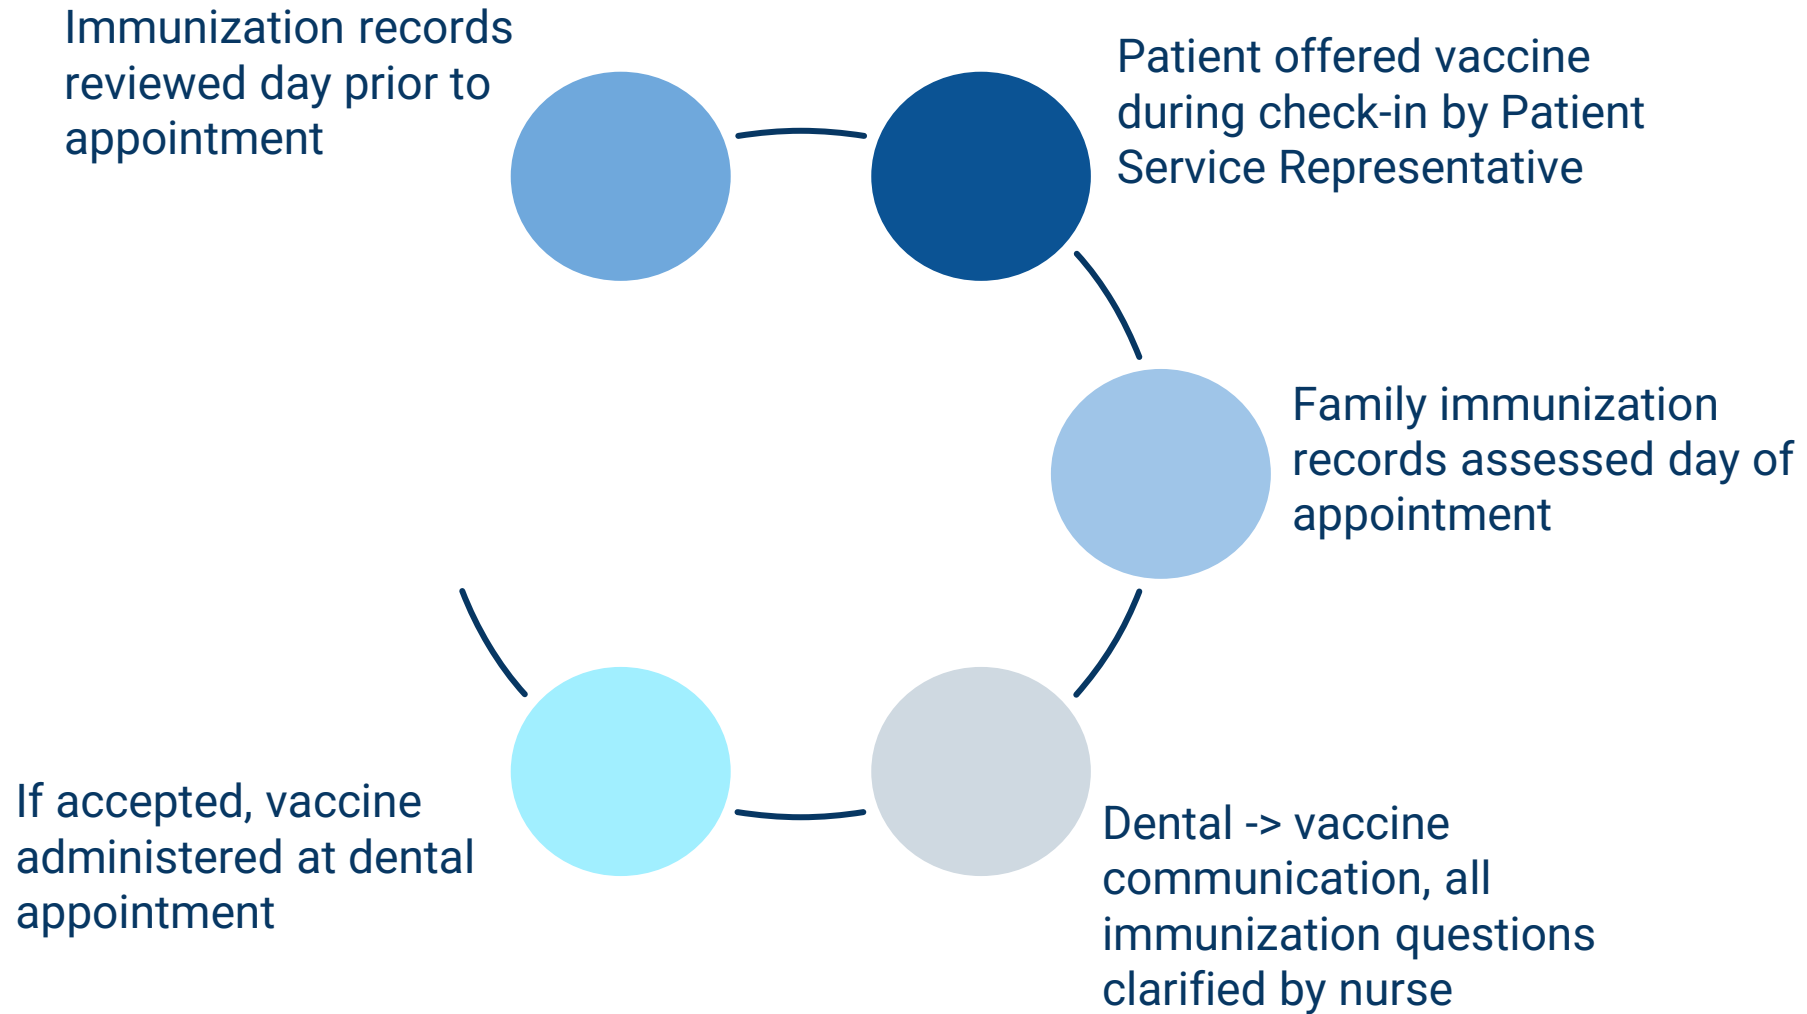 Immunization records
reviewed day prior to
appointment
Patient offered vaccine
during check-in by Patient
Service Representative
Family immunization
records assessed day of
appointment
Dental -> vaccine
communication, all
immunization questions
clarified by nurse
If accepted, vaccine
administered at dental
appointment